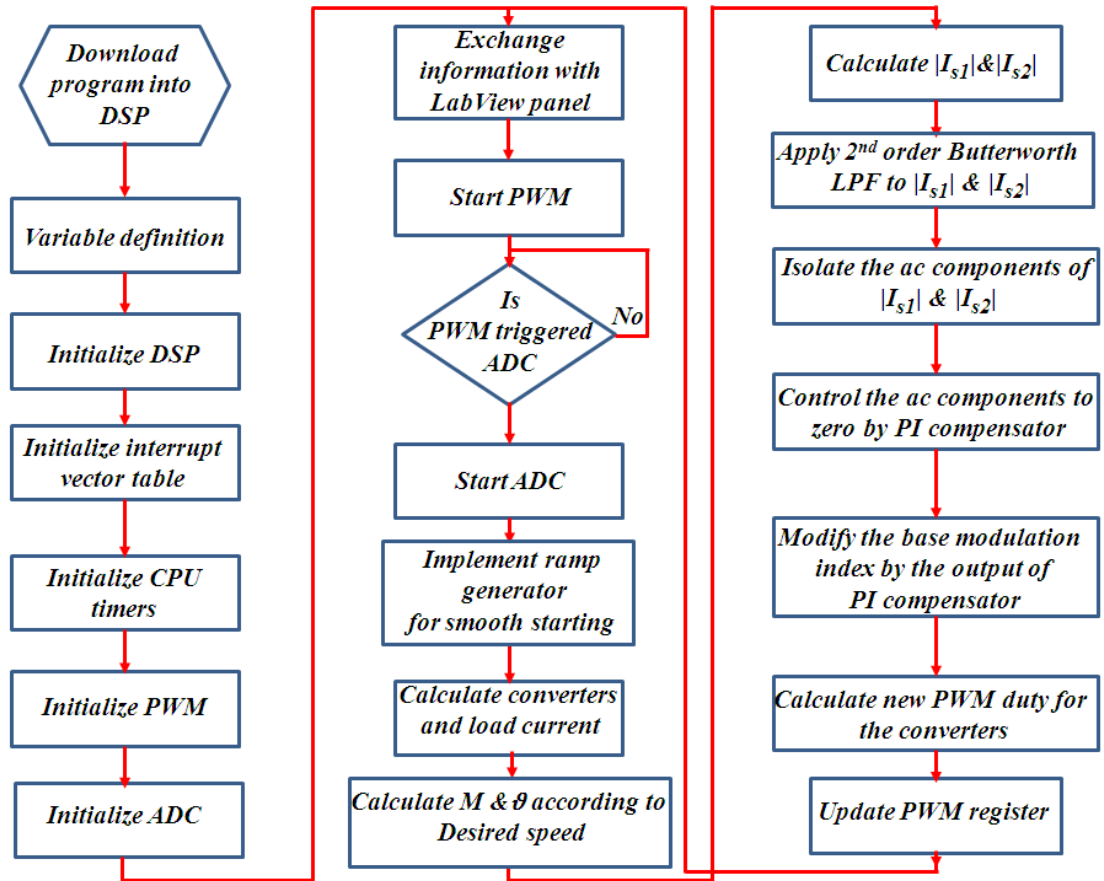 Download
program into
DSP
Variable definition
Initialize DSP
Initialize interrupt
vector table
Initialize CPU
timers
Initialize PWM
Initialize ADC
Exchange
information with
LabView panel
Start PWM
Is
PWM triggered
ADC
No
Start ADC
Implement ramp
generator
for smooth starting
Calculate converters
and load current
Calculate M & ϑ according to
Desired speed
Calculate |Is1|&|Is2|
Apply 2nd order Butterworth
LPF to |Is1| & |Is2|
Isolate the ac components of
|Is1| & |Is2|
Control the ac components to
zero by PI compensator
Modify the base modulation
index by the output of
PI compensator
Calculate new PWM duty for
the converters
Update PWM register